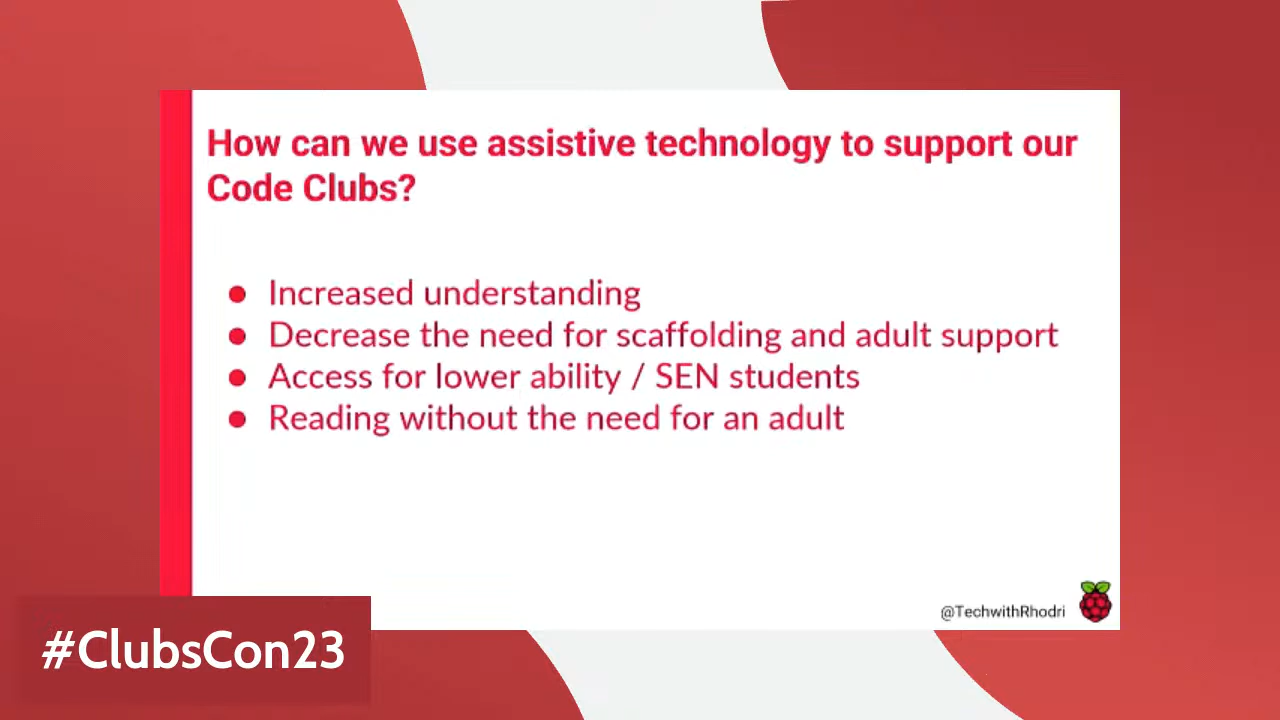 How can we use assistive technology to support our
Code Clubs?
● Increased understanding
● Decrease the need for scaffolding and adult support
● Access for lower ability / SEN students
● Reading without the need for an adult
@TechwithRhodri
#ClubsCon23